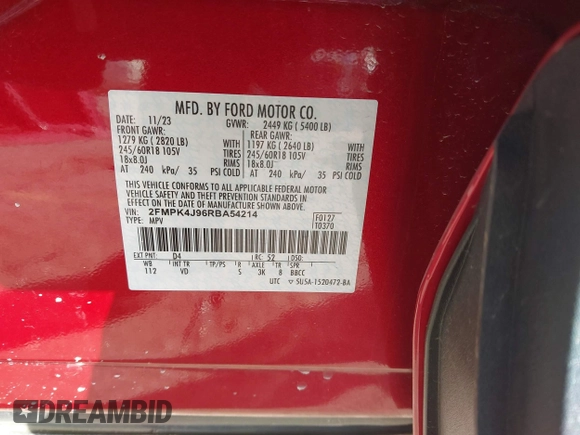 MFD. BY FORD MOTOR CO.
DATE: 11/23 GVWR: 2449 KG ( 5400 LB)
FRONT GAWR: REAR GAWR:
1279 KG ( 2820 LB) WITH 1197 KG ( 2640 LB) WITH
245/60R18 105V TIRES 245/60R18 105V TIRES
18x8.0J RIMS 18x8.0J RIMS
AT 240 kPa/ 35 PSI COLD AT 240 kPa/ 35 PSI COLD
THIS VEHICLE CONFORMS TO ALL APPLICABLE FEDERAL MOTOR
VEHICLE SAFETY AND THEFT PREVENTION STANDARDS IN
EFFECT ON THE DATE OF MANUFACTURE SHOWN ABOVE.
VIN: 2FMPK4J96RBA54214 F0127
TYPE: MPV T0370
EXT PNT: D4 RC: 52 DSO:
WB INT TR TP/PS R AXLE TR SPR
112 VD S 3K 8 BBCC
UTC ▽ SU5A-1520472-BA
DREAMBID